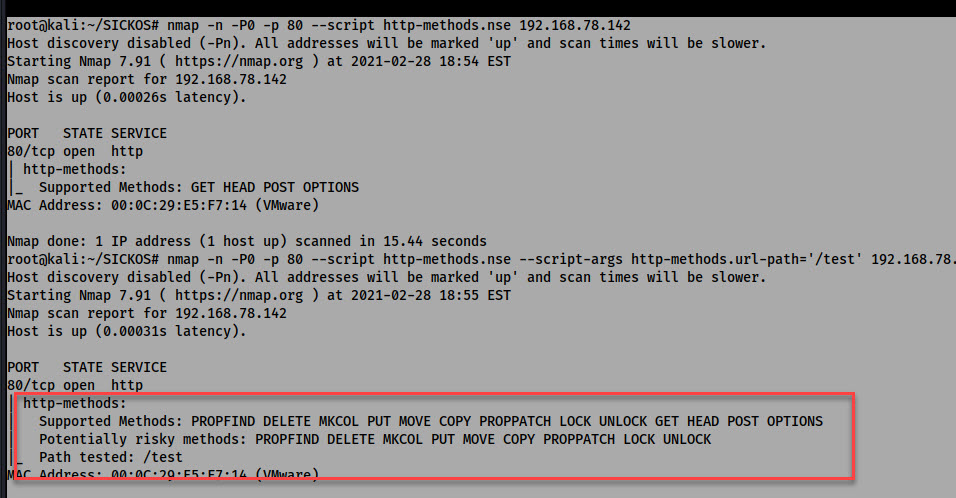 root@kali:~/SICKOS# nmap -n -P0 -p 80 --script http-methods.nse 192.168.78.142
Host discovery disabled (-Pn). All addresses will be marked 'up' and scan times will be slower.
Starting Nmap 7.91 ( https://nmap.org ) at 2021-02-28 18:54 EST
Nmap scan report for 192.168.78.142
Host is up (0.00026s latency).
PORT   STATE SERVICE
80/tcp open  http
| http-methods:
|_  Supported Methods: GET HEAD POST OPTIONS
MAC Address: 00:0C:29:E5:F7:14 (VMware)
Nmap done: 1 IP address (1 host up) scanned in 15.44 seconds
root@kali:~/SICKOS# nmap -n -P0 -p 80 --script http-methods.nse --script-args http-methods.url-path='/test' 192.168.78.
Host discovery disabled (-Pn). All addresses will be marked 'up' and scan times will be slower.
Starting Nmap 7.91 ( https://nmap.org ) at 2021-02-28 18:55 EST
Nmap scan report for 192.168.78.142
Host is up (0.00031s latency).
PORT   STATE SERVICE
80/tcp open  http
| http-methods:
|   Supported Methods: PROPFIND DELETE MKCOL PUT MOVE COPY PROPPATCH LOCK UNLOCK GET HEAD POST OPTIONS
|   Potentially risky methods: PROPFIND DELETE MKCOL PUT MOVE COPY PROPPATCH LOCK UNLOCK
|_  Path tested: /test
MAC Address: 00:0C:29:E5:F7:14 (VMware)